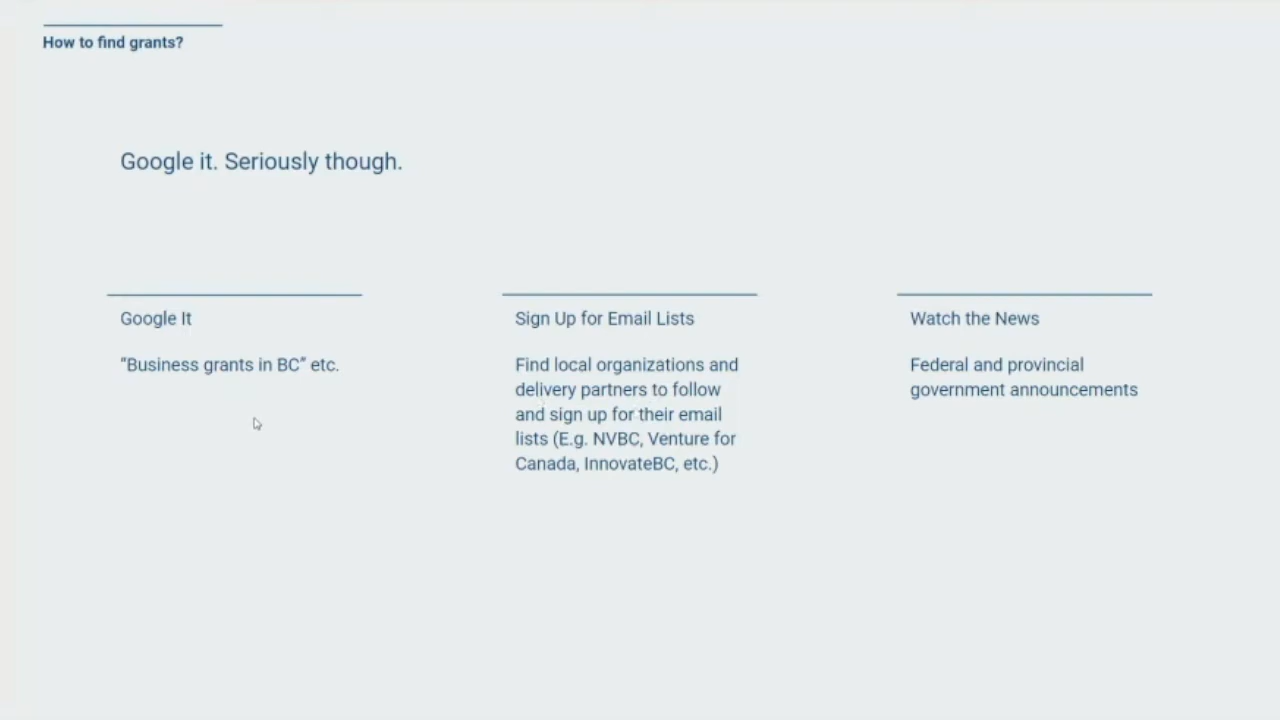 How to find grants?
Google it. Seriously though.
Google It
“Business grants in BC” etc.
Sign Up for Email Lists
Find local organizations and
delivery partners to follow
and sign up for their email
lists (E.g. NVBC, Venture for
Canada, InnovateBC, etc.)
Watch the News
Federal and provincial
government announcements